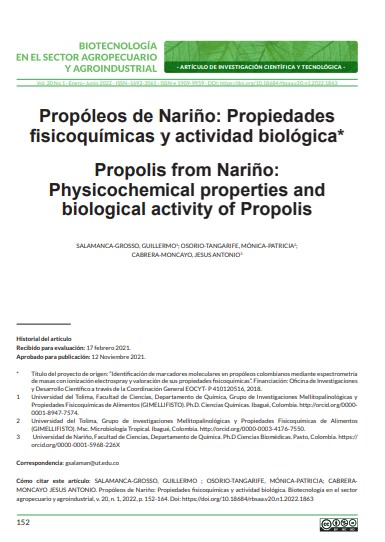 BIOTECNOLOGÍA
EN EL SECTOR AGROPECUARIO
Y AGROINDUSTRIAL
- ARTÍCULO DE INVESTIGACIÓN CIENTÍFICA Y TECNOLÓGICA -
Vol. 20 No 1 · Enero - Junio 2022 · ISSN- 1692-3561 · ISSN-e 1909-9959 · DOI: https://doi.org/10.18684/rbsaa.v20.n1.2022.1863
Propóleos de Nariño: Propiedades
fisicoquímicas y actividad biológica*
Propolis from Nariño:
Physicochemical properties and
biological activity of Propolis
SALAMANCA-GROSSO, GUILLERMO1; OSORIO-TANGARIFE, MÓNICA-PATRICIA2;
CABRERA-MONCAYO, JESUS ANTONIO3
Historial del artículo
Recibido para evaluación: 17 febrero 2021.
Aprobado para publicación: 12 Noviembre 2021.
* Título del proyecto de origen: "Identificación de marcadores moleculares en propóleos colombianos mediante espectrometría
de masas con ionización electrospray y valoración de sus propiedades fisicoquímicas". Financiación: Oficina de Investigaciones
y Desarrollo Científico a través de la Coordinación General EOCYT- P 410120516, 2018.
1 Universidad del Tolima, Facultad de Ciencias, Departamento de Química, Grupo de Investigaciones Mellitopalinológicas y
Propiedades Fisicoquímicas de Alimentos (GIMELLIFISTO). Ph.D. Ciencias Químicas. Ibagué, Colombia. http://orcid.org/0000-
0001-8947-7574.
2 Universidad del Tolima, Grupo de investigaciones Mellitopalinológicas y Propiedades Fisicoquímicas de Alimentos
(GIMELLIFISTO). Msc. Microbiología Tropical. Ibagué, Colombia. http://orcid.org/0000-0003-4176-7550.
3 Universidad de Nariño, Facultad de Ciencias, Departamento de Química. Ph.D Ciencias Biomédicas. Pasto, Colombia. https://
orcid.org/0000-0001-5968-226X
Correspondencia: gsalaman@ut.edu.co
Cómo citar este artículo: SALAMANCA-GROSSO, GUILLERMO ; OSORIO-TANGARIFE, MÓNICA-PATRICIA; CABRERA-
MONCAYO JESUS ANTONIO. Propóleos de Nariño: Propiedades fisicoquímicas y actividad biológica. Biotecnología en el sector
agropecuario y agroindustrial, v. 20, n. 1, 2022, p. 152-164. Doi: https://doi.org/10.18684/rbsaa.v20.n1.2022.1863
152